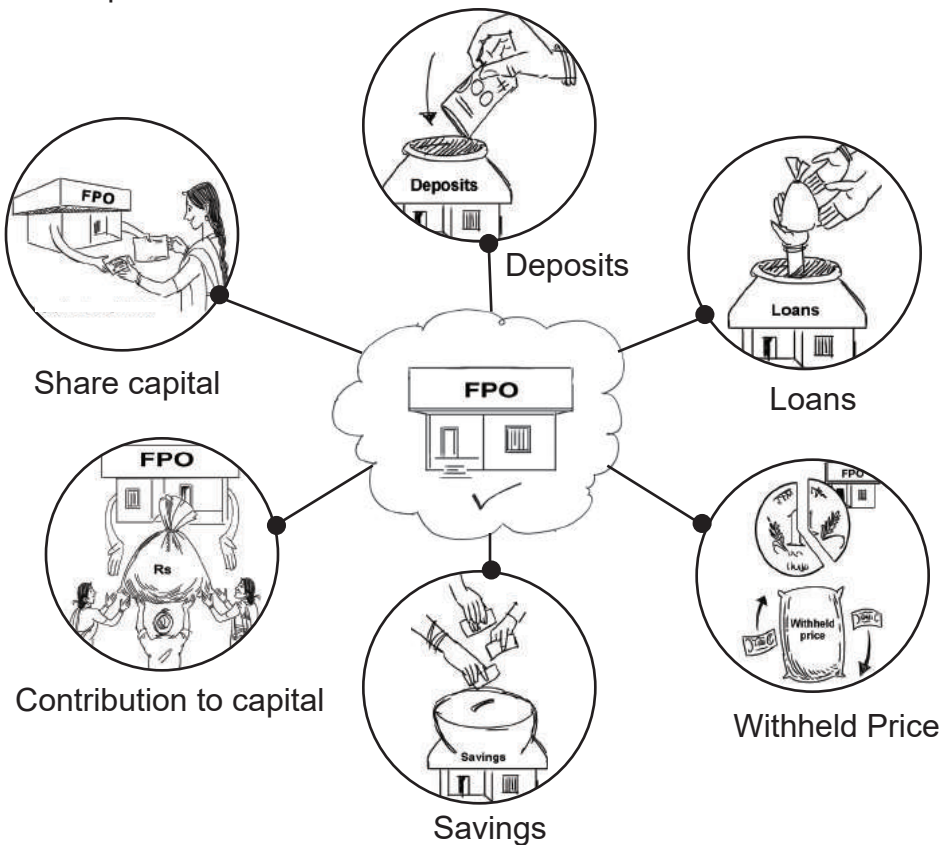 Deposits
Deposits
FPO
Share capital
Loans
Loans
FPO
FPO
Rs
Contribution to capital
FPO
Withheld
price
Withheld Price
Savings
Savings